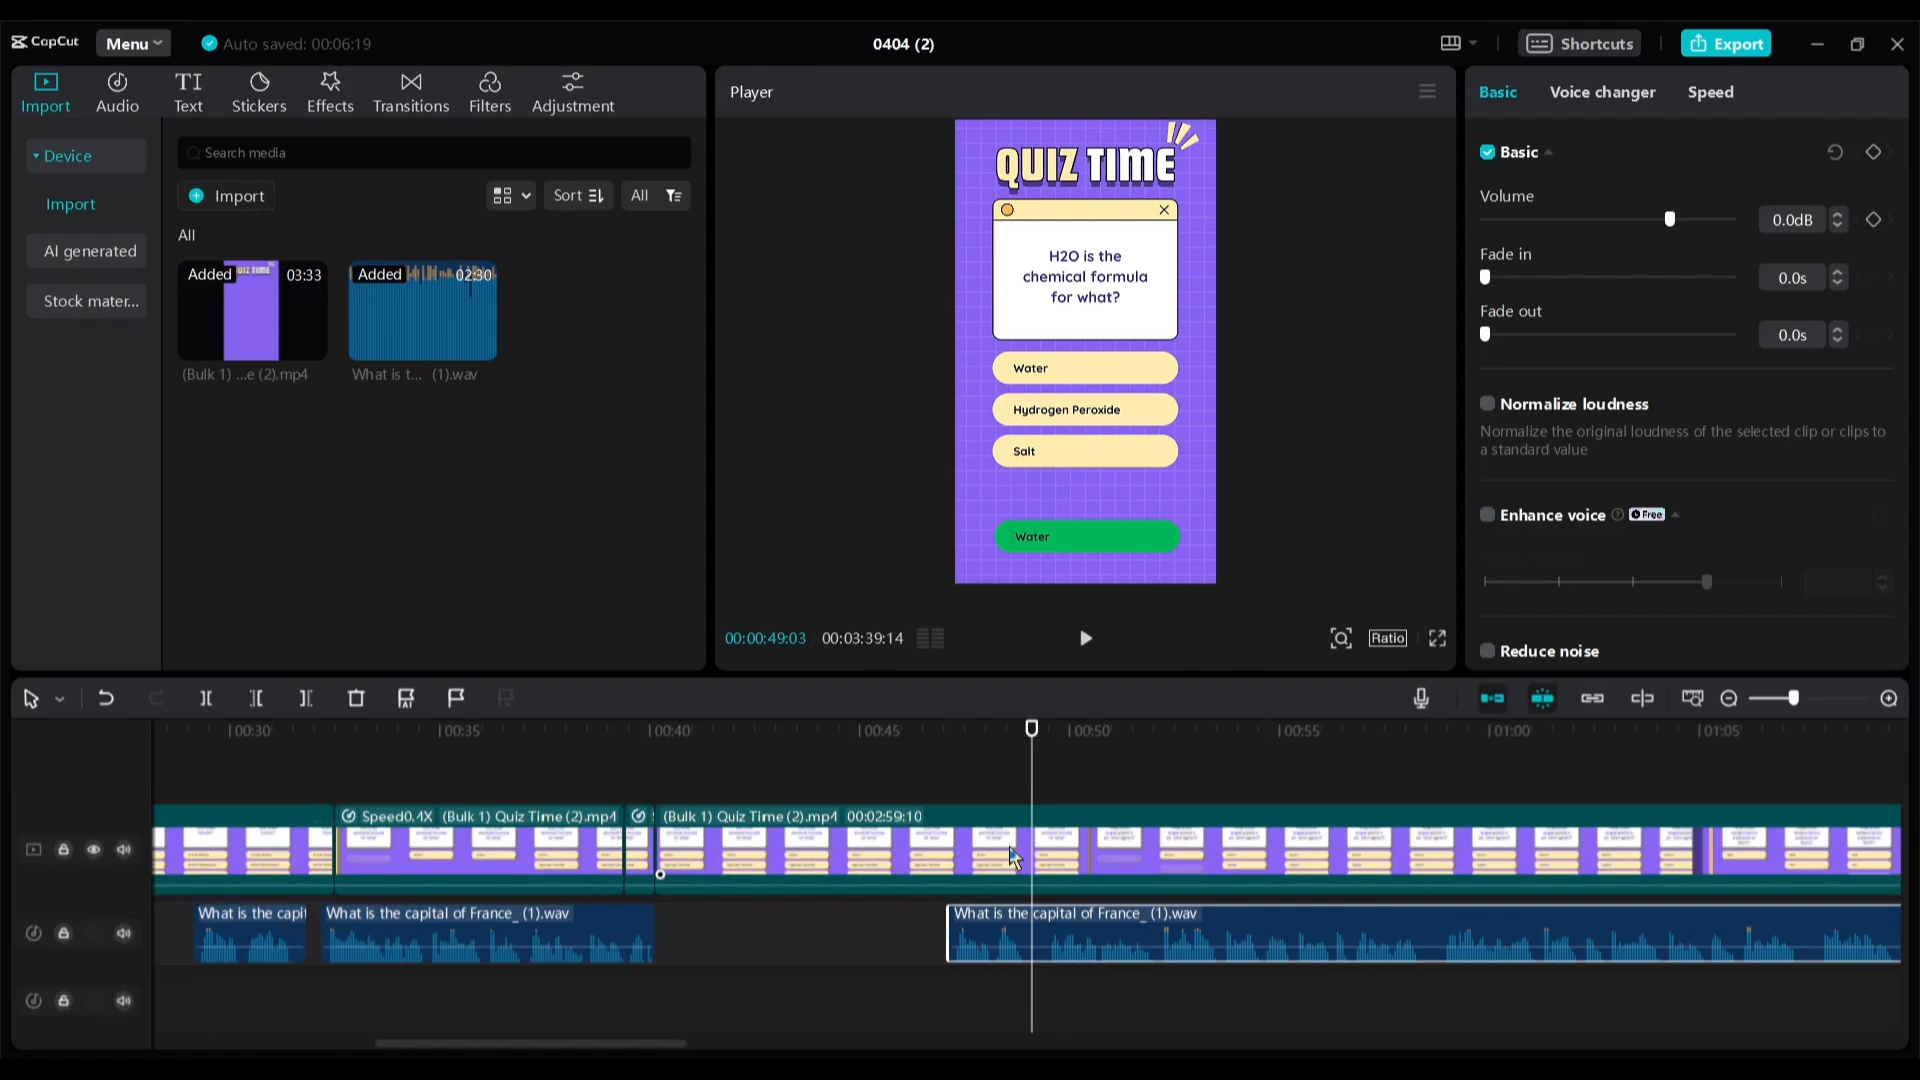 CapCut
Menu
Auto saved: 00:06:19
0404 (2)
Shortcuts
Export
Import
Audio
TI
Text
Stickers
Effects
Transitions
Filters
Adjustment
Device
Import
AI generated
Stock mater...
Search media
Import
Sort
All
All
Added
QUIZ TIME
03:33
(Bulk 1) ...e (2).mp4
Added
02:30
What is t... (1).wav
Player
QUIZ TIME
H2O is the
chemical formula
for what?
Water
Hydrogen Peroxide
Salt
Water
00:00:49:03
00:03:39:14
Ratio
Basic
Voice changer
Speed
Basic
Volume
0.0dB
Fade in
0.0s
Fade out
0.0s
Normalize loudness
Normalize the original loudness of the selected clip or clips to
a standard value
Enhance voice
Free
Reduce noise
00:30
00:35
00:40
00:45
00:50
00:55
01:00
01:05
Speed0.4X (Bulk 1) Quiz Time (2).mp4
(Bulk 1) Quiz Time (2).mp4 00:02:59:10
What is the capit
What is the capital of France_ (1).wav
What is the capital of France_ (1).wav